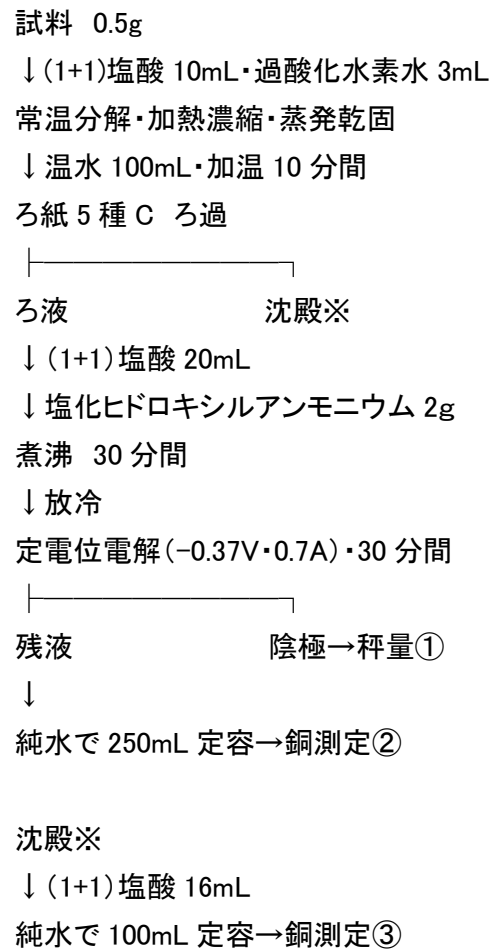 試料 0.5g
↓(1+1)塩酸 10mL・過酸化水素水 3mL
常温分解・加熱濃縮・蒸発乾固
↓温水 100mL・加温 10 分間
ろ紙 5 種 C ろ過
├────────┐
ろ液 沈殿※
↓(1+1)塩酸 20mL
↓塩化ヒドロキシルアンモニウム 2g
煮沸 30 分間
↓放冷
定電位電解(-0.37V・0.7A)・30 分間
├────────┐
残液 陰極→秤量①
↓
純水で 250mL 定容→銅測定②
沈殿※
↓(1+1)塩酸 16mL
純水で 100mL 定容→銅測定③